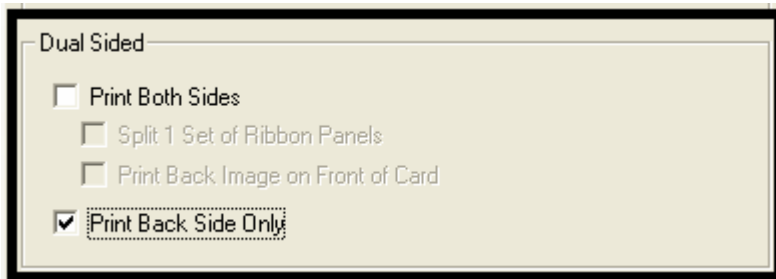 Dual Sided
Print Both Sides
Split 1 Set of Ribbon Panels
Print Back Image on Front of Card
Print Back Side Only